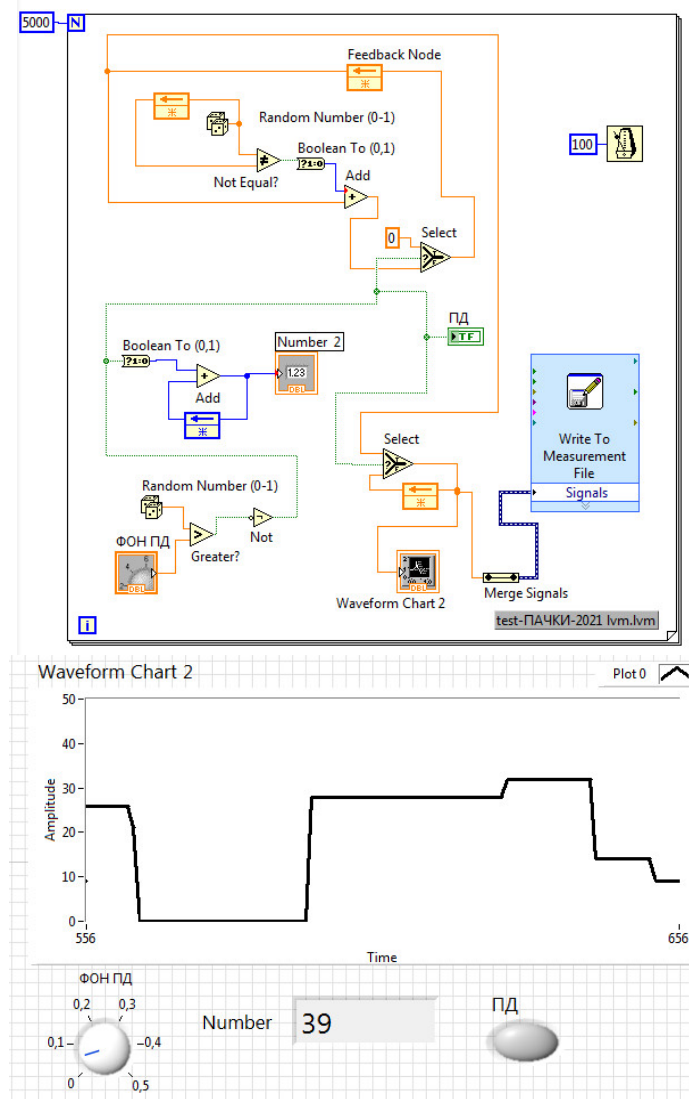 5000 N
Feedback Node
Random Number (0-1)
Boolean To (0,1)
?1:0
Not Equal?
Add
100
0
Select
ПД
TF
Boolean To (0,1)
?1:0
Number 2
1.23
DBL
Add
Write To
Measurement
File
Signals
Select
Random Number (0-1)
ФОН ПД
Greater?
Not
DBL
DBL
Waveform Chart 2
Merge Signals
test-ПАЧКИ-2021 lvm.lvm
i
Waveform Chart 2
Plot 0
50
40
30
20
10
0
Amplitude
556
656
Time
ФОН ПД
0,2
0,3
0,1
0,4
0
0,5
Number
39
ПД